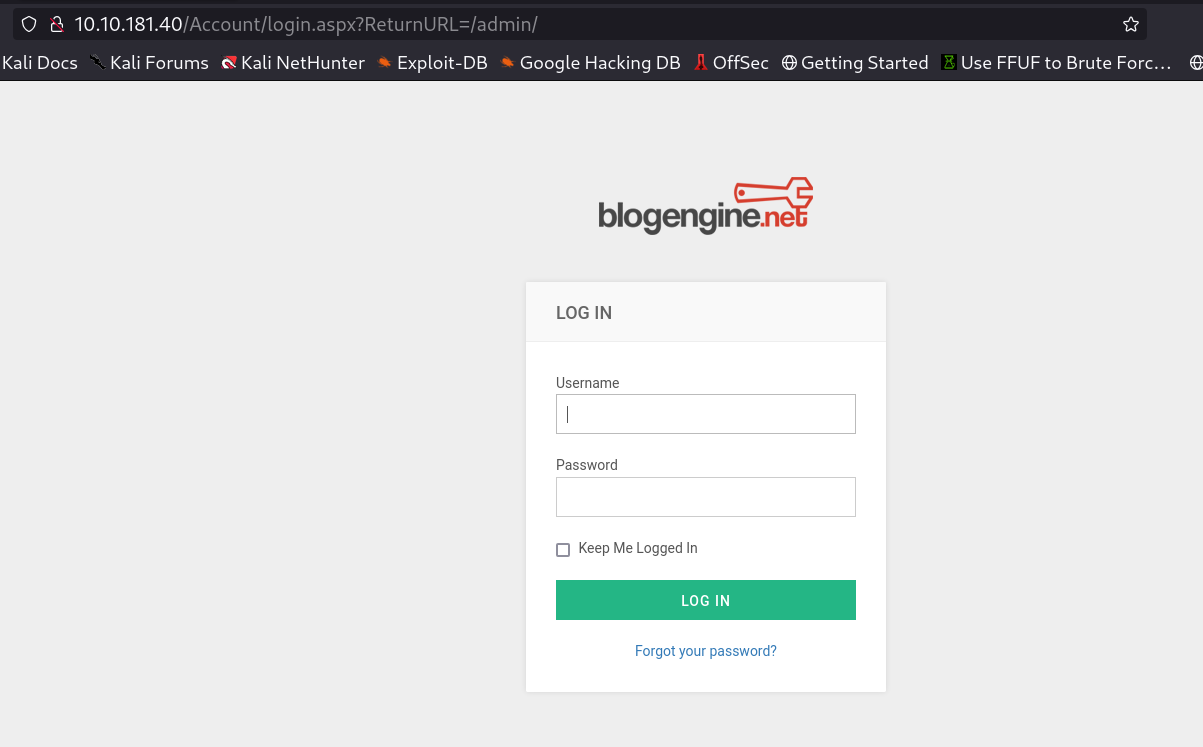 10.10.181.40/Account/login.aspx?ReturnURL=/admin/
Kali Docs Kali Forums Kali NetHunter Exploit-DB Google Hacking DB OffSec Getting Started Use FFUF to Brute Forc…
blogengine.net
LOG IN
Username
Password
Keep Me Logged In
LOG IN
Forgot your password?